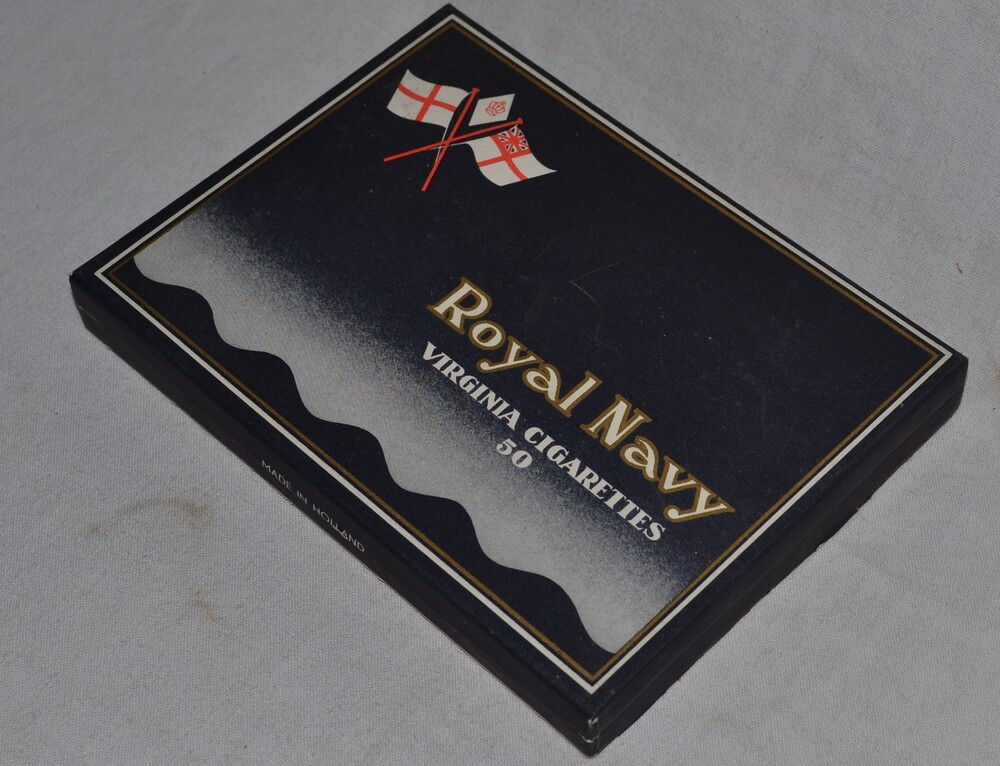 Royal Navy
VIRGINIA CIGARETTES
50
MADE IN HOLLAND